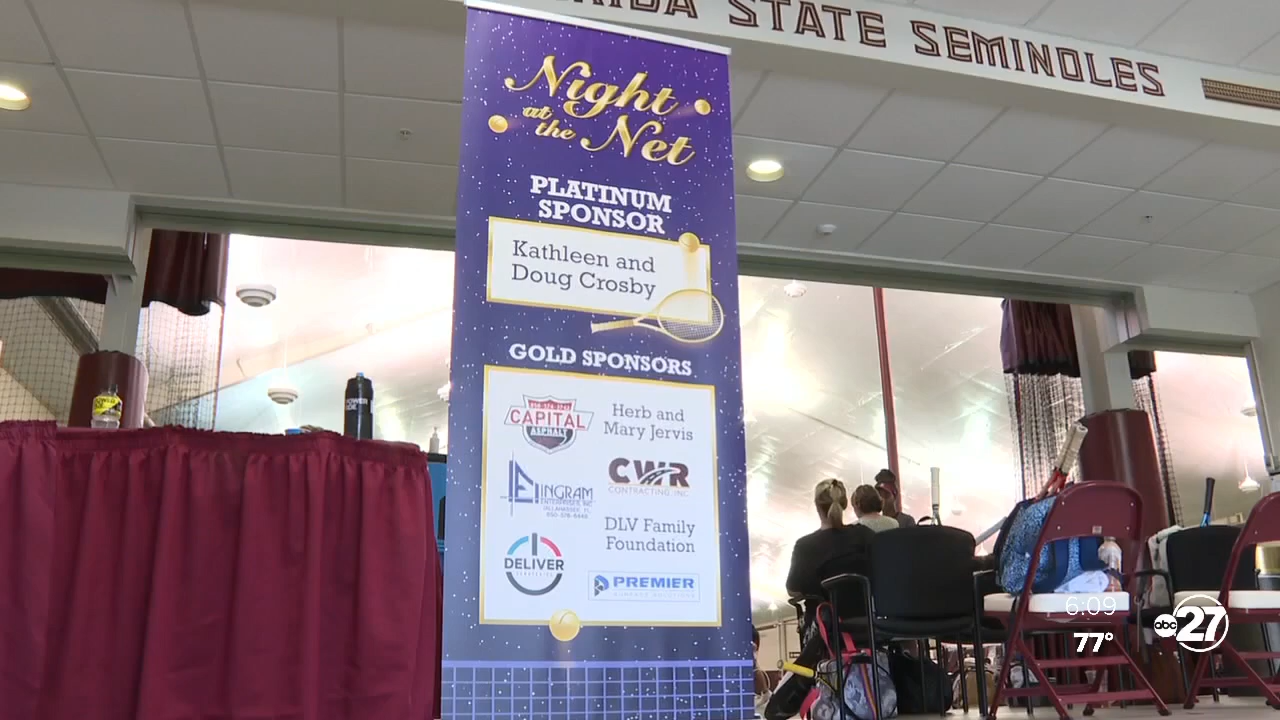 STATE SEMINOLES
Night
at the
Net
PLATINUM
SPONSOR
Kathleen and
Doug Crosby
GOLD SPONSORS
CAPITAL
ASPHALT
Herb and
Mary Jervis
INGRAM
CWR
CONTRACTING, INC.
DLV Family
Foundation
DELIVER
PREMIER
6:09
77°
abc 27